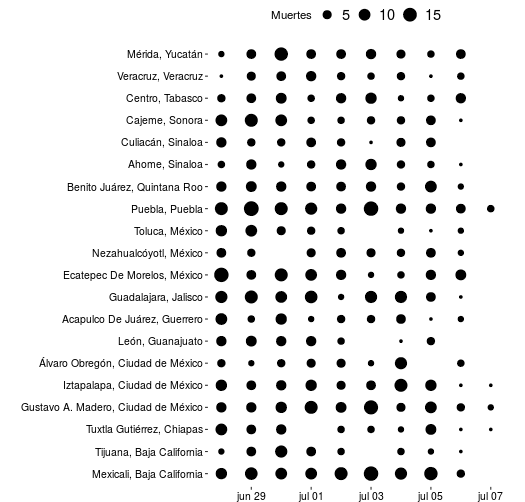 Muertes 5 10 15
Mérida, Yucatán
Veracruz, Veracruz
Centro, Tabasco
Cajeme, Sonora
Culiacán, Sinaloa
Ahome, Sinaloa
Benito Juárez, Quintana Roo
Puebla, Puebla
Toluca, México
Nezahualcóyotl, México
Ecatepec De Morelos, México
Guadalajara, Jalisco
Acapulco De Juárez, Guerrero
León, Guanajuato
Álvaro Obregón, Ciudad de México
Iztapalapa, Ciudad de México
Gustavo A. Madero, Ciudad de México
Tuxtla Gutiérrez, Chiapas
Tijuana, Baja California
Mexicali, Baja California
jun 29 jul 01 jul 03 jul 05 jul 07